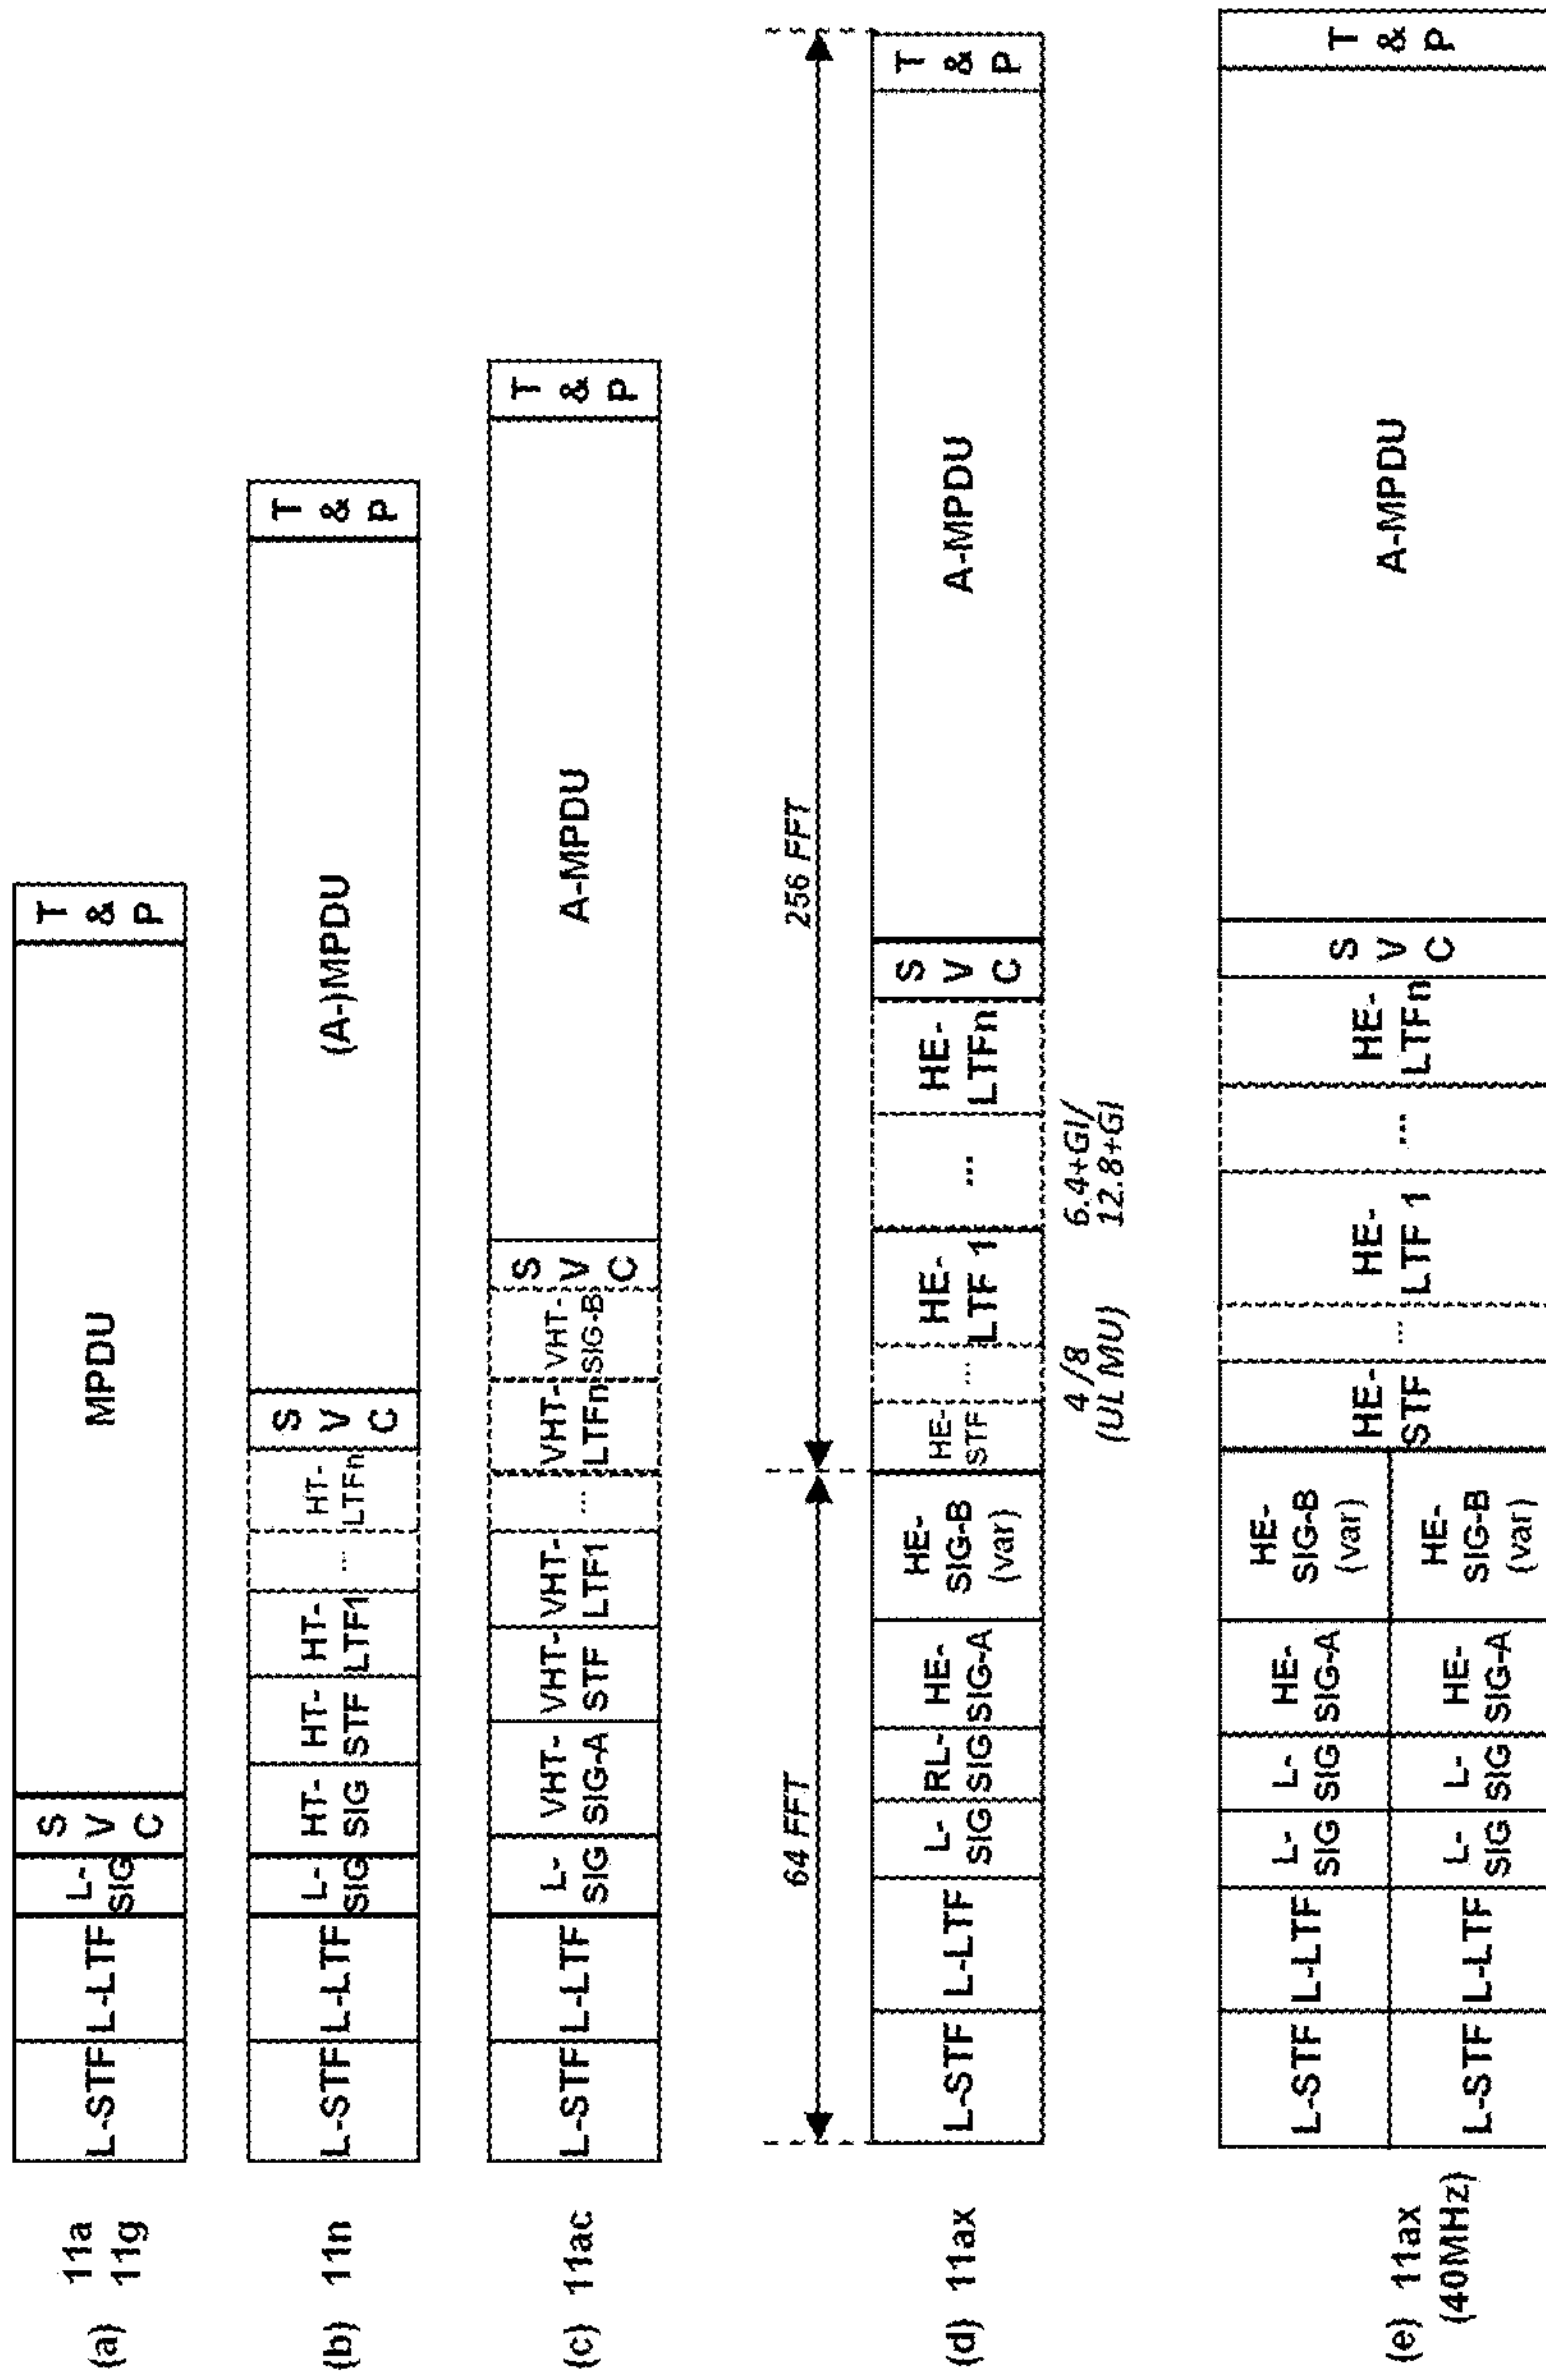 (a) 11a
11g
L-STF
L-LTF
L-
SIG
S
V
C
MPDU
T
&
P
(b) 11n
L-STF
L-LTF
L-
SIG
HT-
SIG
HT-
STF
HT-
LTF1
...
HT-
LTFn
S
V
C
(A-)MPDU
T
&
P
(c) 11ac
L-STF
L-LTF
L-
SIG
VHT-
SIG-A
VHT-
STF
VHT-
LTF1
...
VHT-
LTFn
VHT-
SIG-B
S
V
C
A-MPDU
T
&
P
64 FFT
256 FFT
(d) 11ax
L-STF
L-LTF
L-
SIG
RL-
SIG
HE-
SIG-A
HE-
SIG-B
(var)
HE-
STF
...
HE-
LTF 1
...
HE-
LTFn
S
V
C
A-MPDU
T
&
P
4 /8
(UL MU)
6.4+GI/
12.8+GI
(e) 11ax
(40MHz)
L-STF
L-LTF
L-
SIG
L-
SIG
HE-
SIG-A
HE-
SIG-B
(var)
L-STF
L-LTF
L-
SIG
L-
SIG
HE-
SIG-A
HE-
SIG-B
(var)
HE-
STF
...
HE-
LTF 1
...
HE-
LTFn
S
V
C
A-MPDU
T
&
P